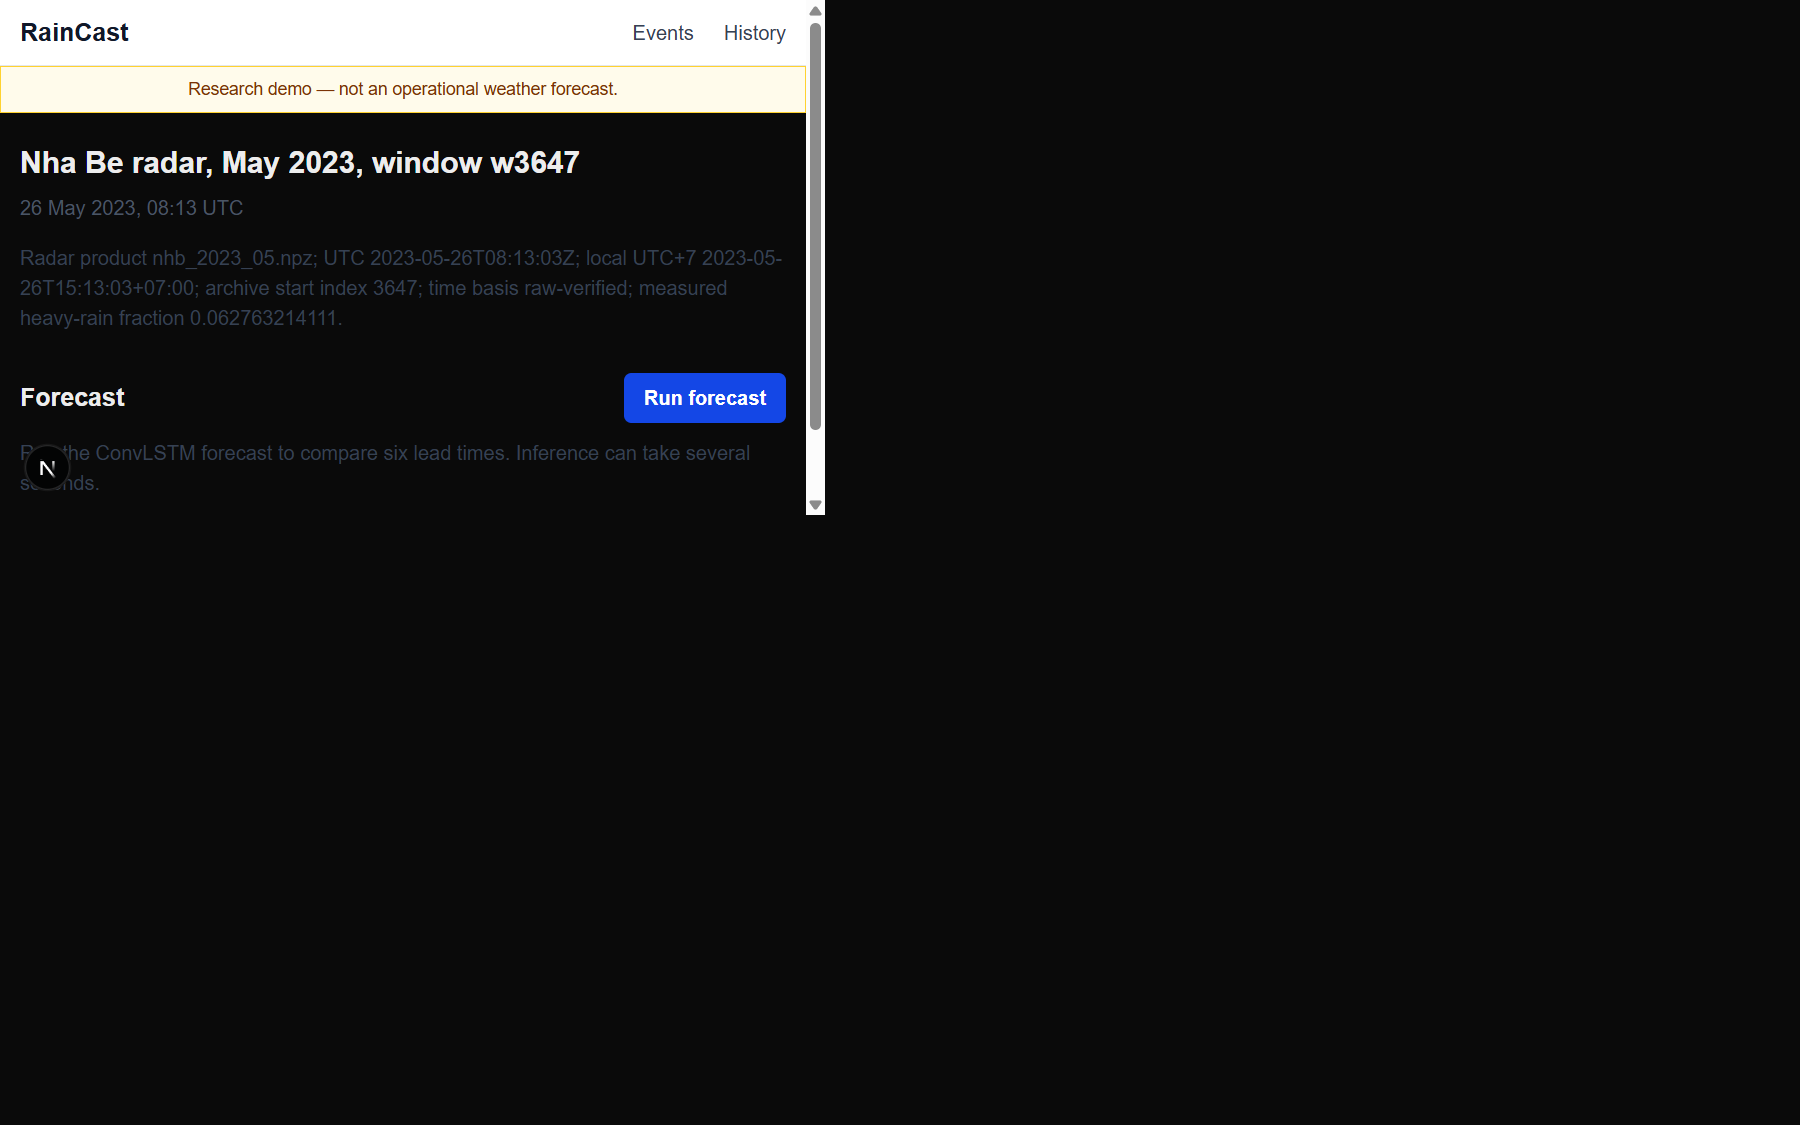 RainCast
Events History
Research demo — not an operational weather forecast.
Nha Be radar, May 2023, window w3647
26 May 2023, 08:13 UTC
Radar product nhb_2023_05.npz; UTC 2023-05-26T08:13:03Z; local UTC+7 2023-05-
26T15:13:03+07:00; archive start index 3647; time basis raw-verified; measured
heavy-rain fraction 0.062763214111.
Forecast
Run forecast
the ConvLSTM forecast to compare six lead times. Inference can take several
N